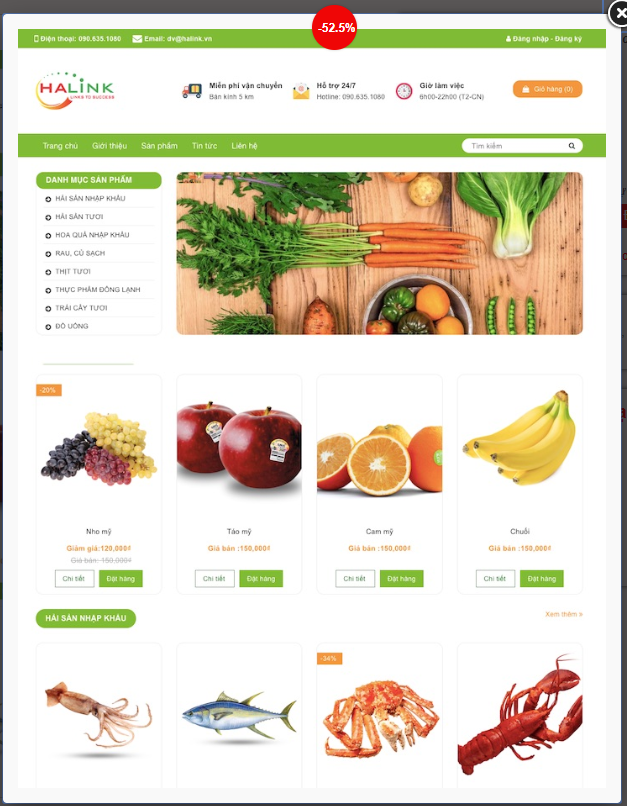 -52.5%
Điện thoại: 090.635.1080
Email: dv@halink.vn
Đăng nhập - Đăng ký
HALINK
LINKS TO SUCCESS
Miễn phí vận chuyển
Bán kính 5 km
Hỗ trợ 24/7
Hotline: 090.635.1080
Giờ làm việc
6h00-22h00 (T2-CN)
Giỏ hàng (0)
Trang chủ
Giới thiệu
Sản phẩm
Tin tức
Liên hệ
Tìm kiếm
DANH MỤC SẢN PHẨM
HẢI SẢN NHẬP KHẨU
HẢI SẢN TƯƠI
HOA QUẢ NHẬP KHẨU
RAU, CỦ SẠCH
THỊT TƯƠI
THỰC PHẨM ĐÔNG LẠNH
TRÁI CÂY TƯƠI
ĐỒ UỐNG
-20%
Nho mỹ
Giảm giá:120,000₫
Giá bán: 150,000₫
Chi tiết
Đặt hàng
Táo mỹ
Giá bán :150,000₫
Chi tiết
Đặt hàng
Cam mỹ
Giá bán :150,000₫
Chi tiết
Đặt hàng
Chuối
Giá bán :150,000₫
Chi tiết
Đặt hàng
HẢI SẢN NHẬP KHẨU
Xem thêm »
-34%